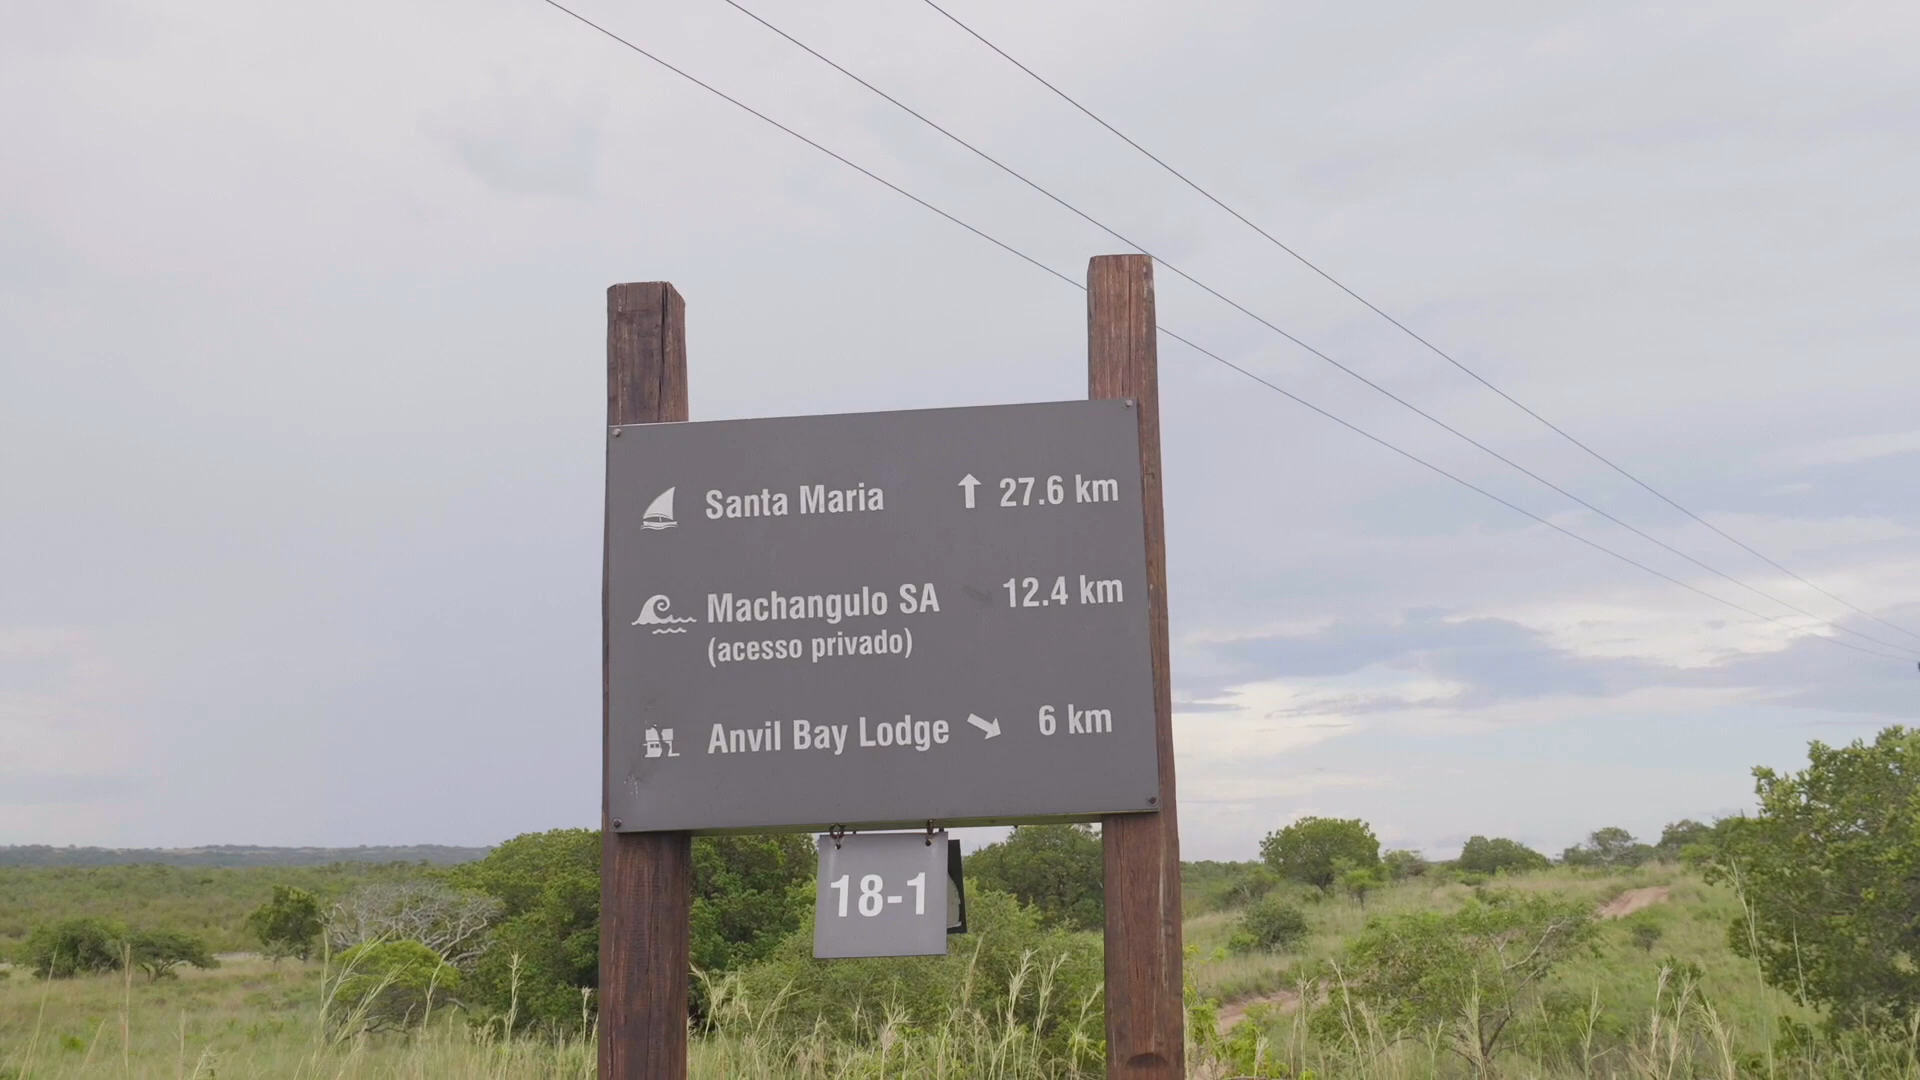 Santa Maria ↑ 27.6 km
Machangulo SA 12.4 km
(acesso privado)
Anvil Bay Lodge ↘ 6 km
18-1